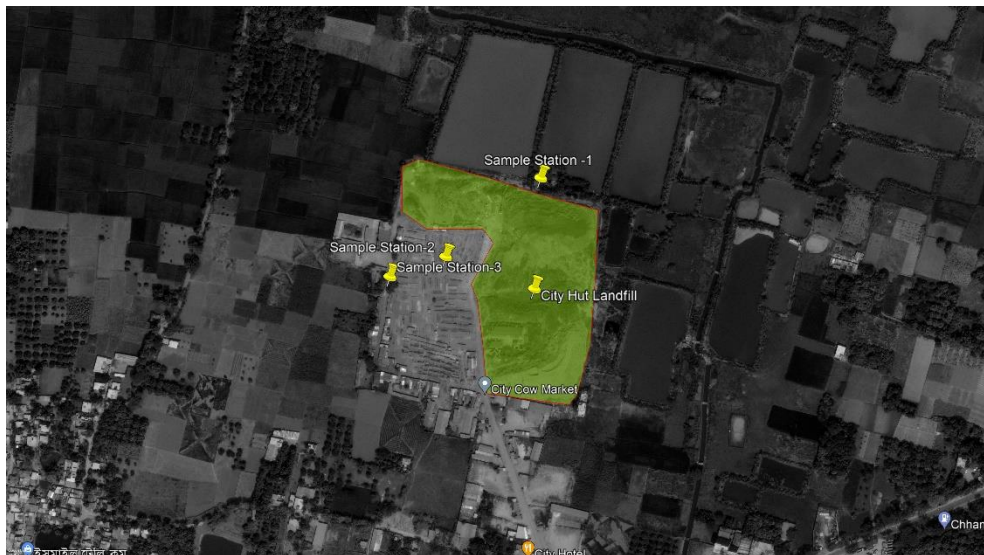 Sample Station -1
Sample Station-2
Sample Station-3
City Hut Landfill
City Cow Market
Chhan
City Hotel